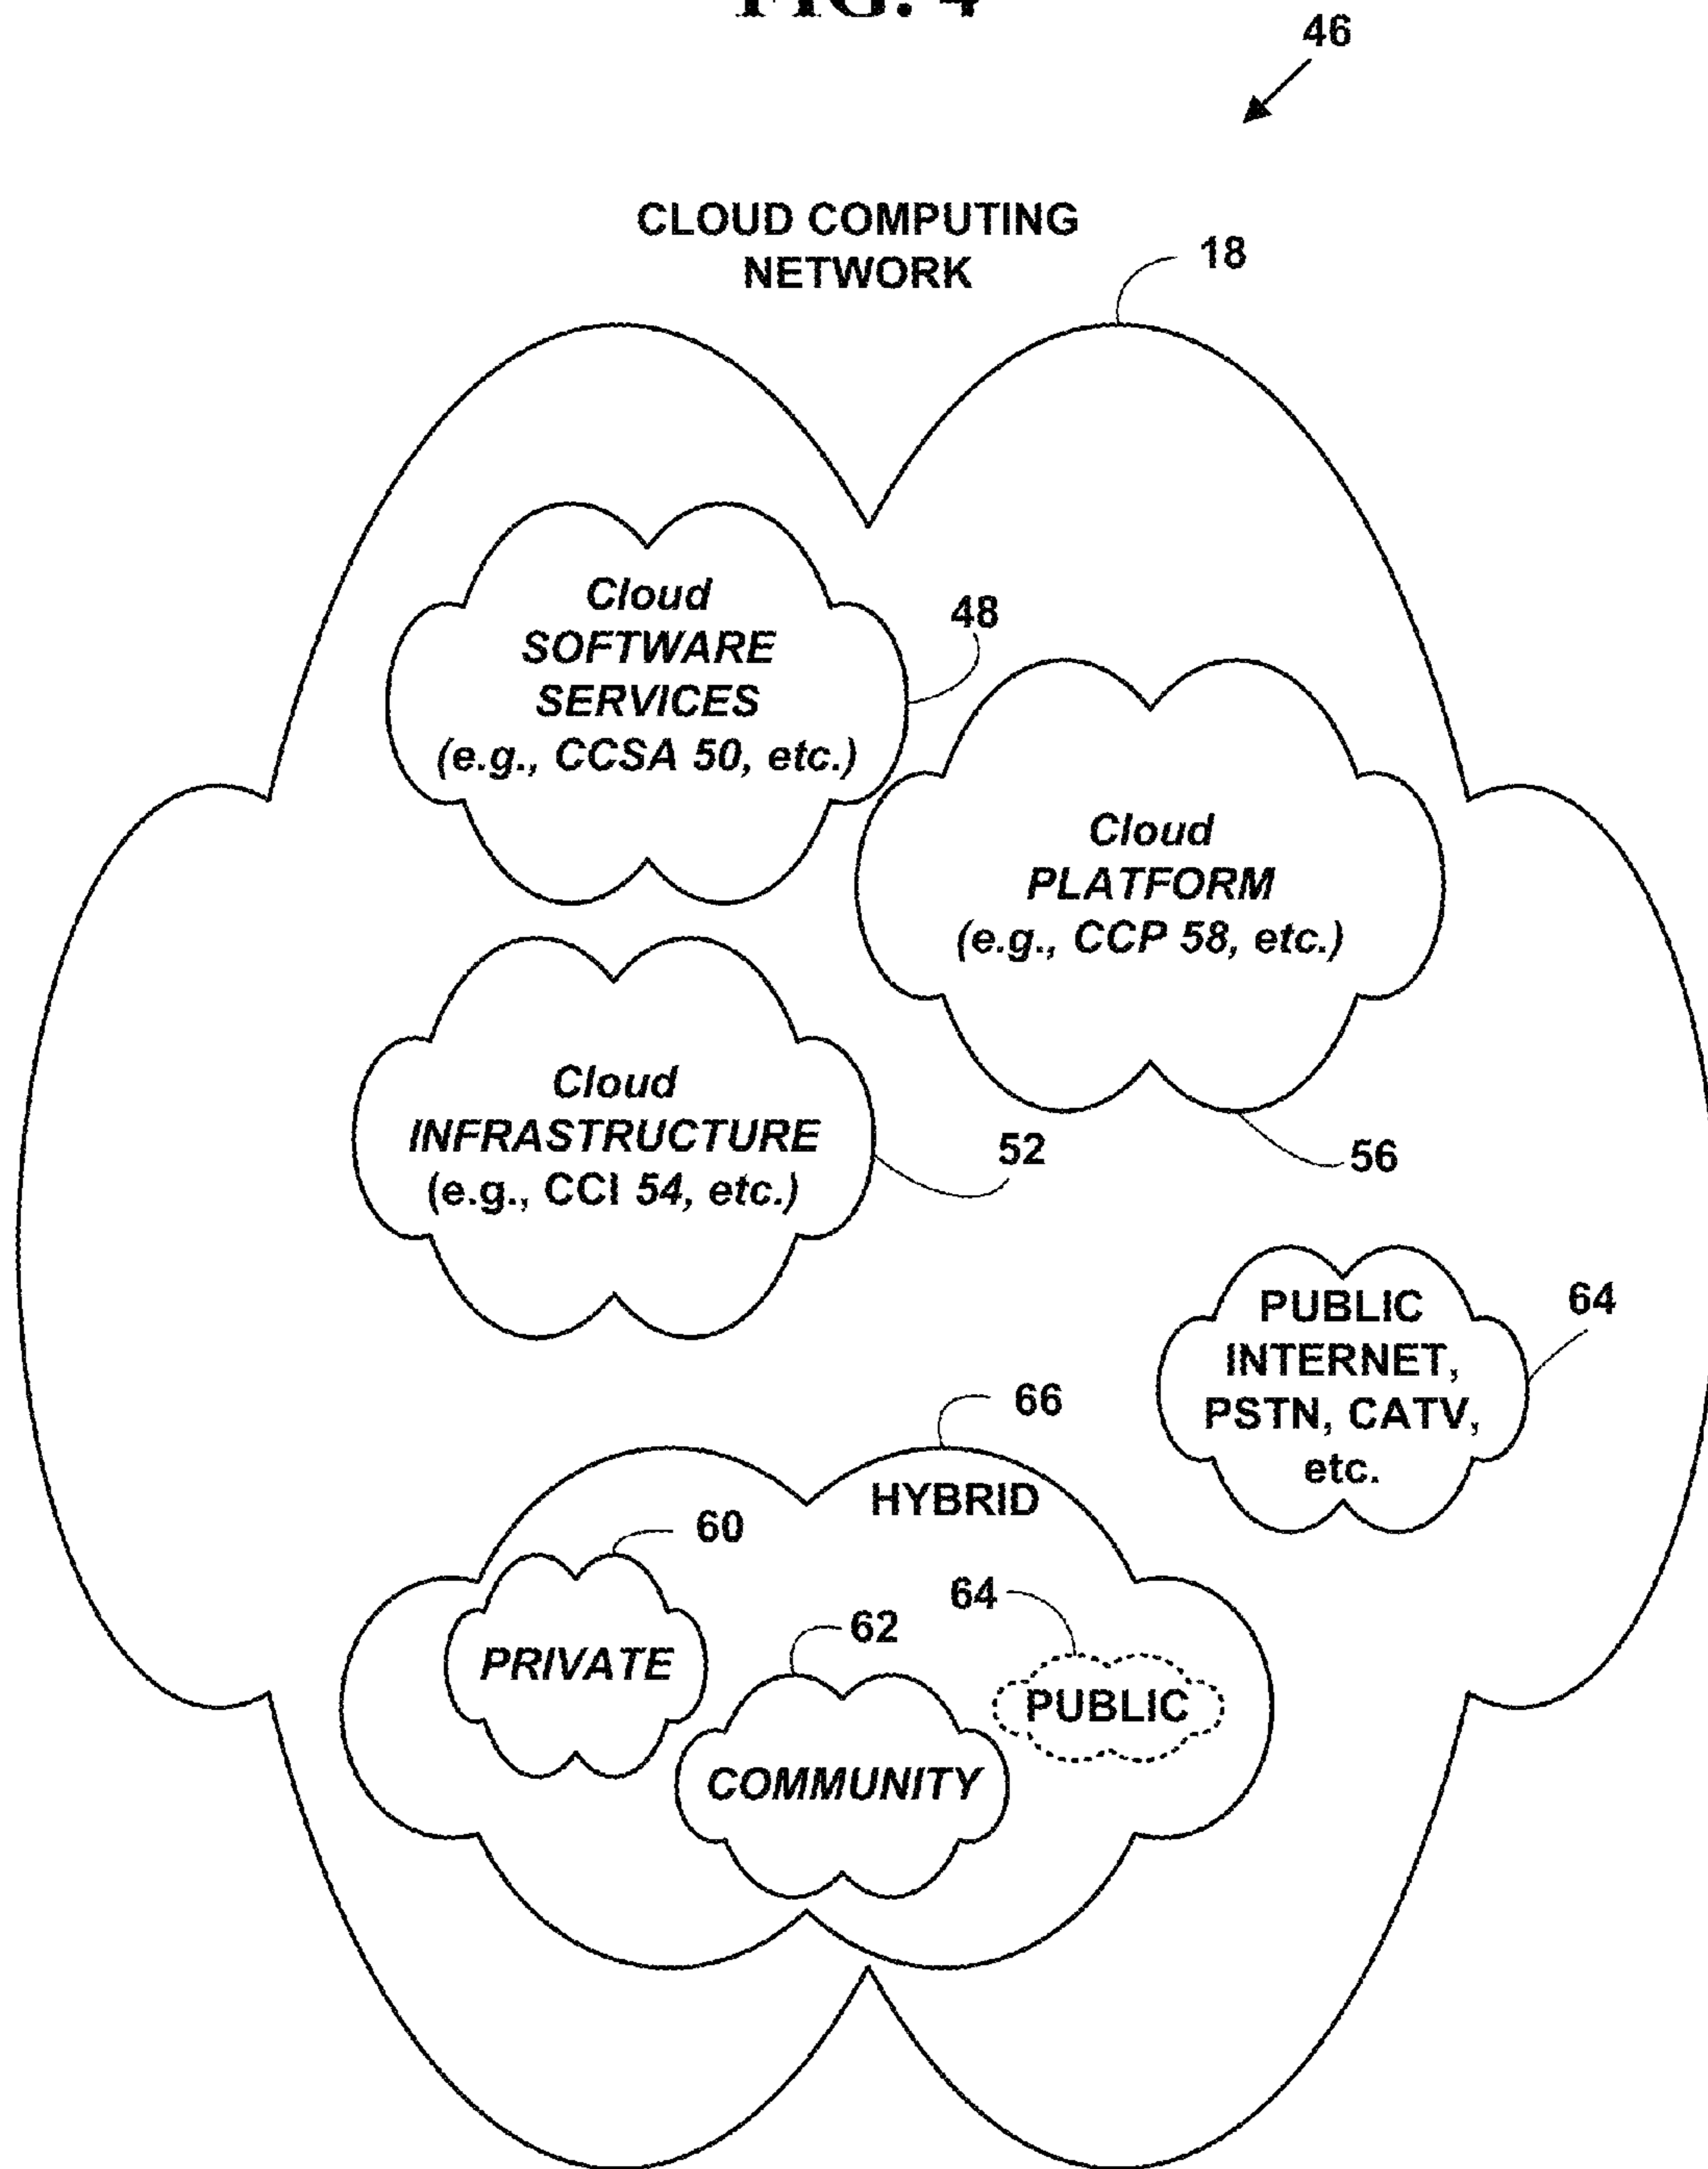 FIG. 4
46
CLOUD COMPUTING
NETWORK
18
Cloud
SOFTWARE
SERVICES
(e.g., CCSA 50, etc.)
48
Cloud
PLATFORM
(e.g., CCP 58, etc.)
56
Cloud
INFRASTRUCTURE
(e.g., CCI 54, etc.)
52
PUBLIC
INTERNET,
PSTN, CATV,
etc.
64
66
HYBRID
60
PRIVATE
62
COMMUNITY
64
PUBLIC